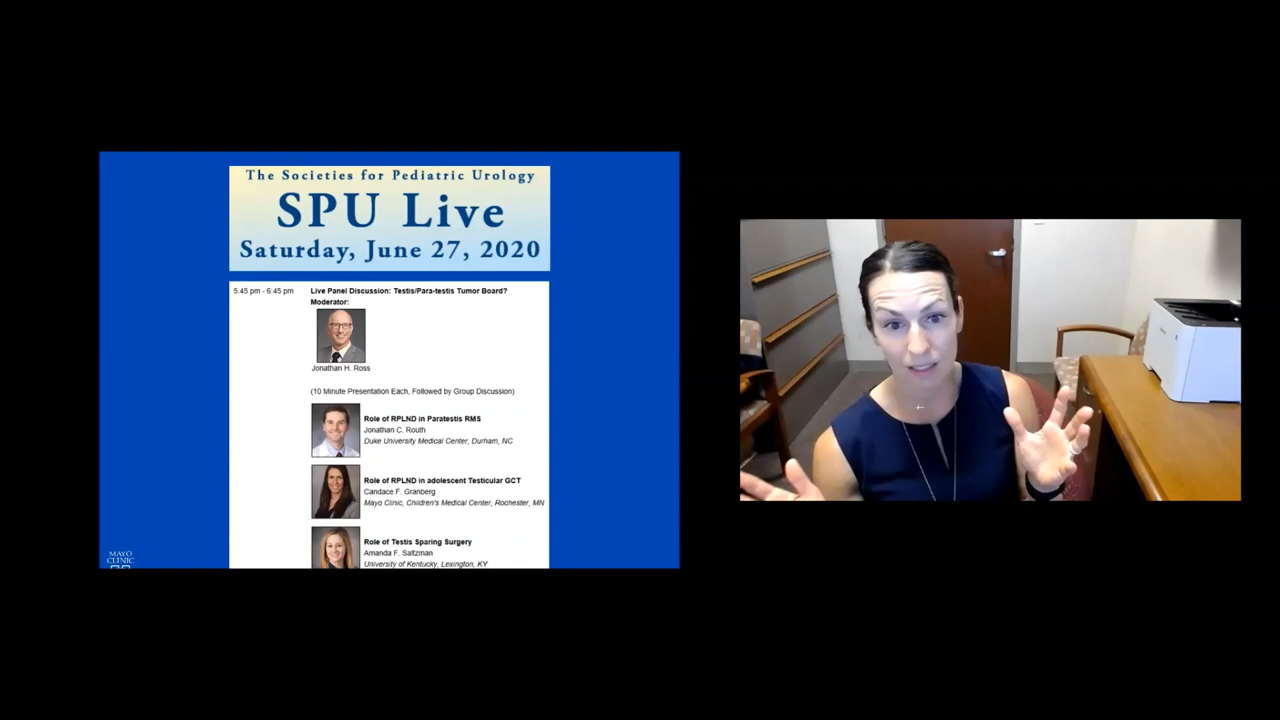 The Societies for Pediatric Urology
SPU Live
Saturday, June 27, 2020
5:45 pm - 6:45 pm
Live Panel Discussion: Testis/Para-testis Tumor Board?
Moderator:
Jonathan H. Ross
(10 Minute Presentation Each, Followed by Group Discussion)
Role of RPLND in Paratestis RMS
Jonathan C. Routh
Duke University Medical Center, Durham, NC
Role of RPLND in adolescent Testicular GCT
Candace F. Granberg
Mayo Clinic, Children's Medical Center, Rochester, MN
Role of Testis Sparing Surgery
Amanda F. Saltzman
University of Kentucky, Lexington, KY
MAYO
CLINIC